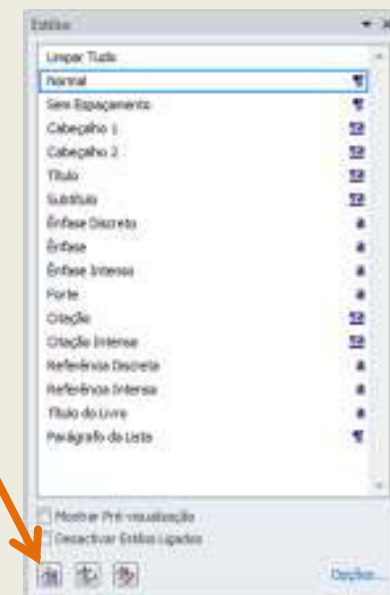 Estilos
Limpar Tudo
Normal
Sem Espaçamento
Cabeçalho 1
Cabeçalho 2
Título
Subtítulo
Ênfase Discreto
Ênfase
Ênfase Intenso
Forte
Citação
Citação Intensa
Referência Discreta
Referência Intensa
Título do Livro
Parágrafo da Lista
Mostrar Pré-visualização
Desactivar Estilos Ligados
Opções...